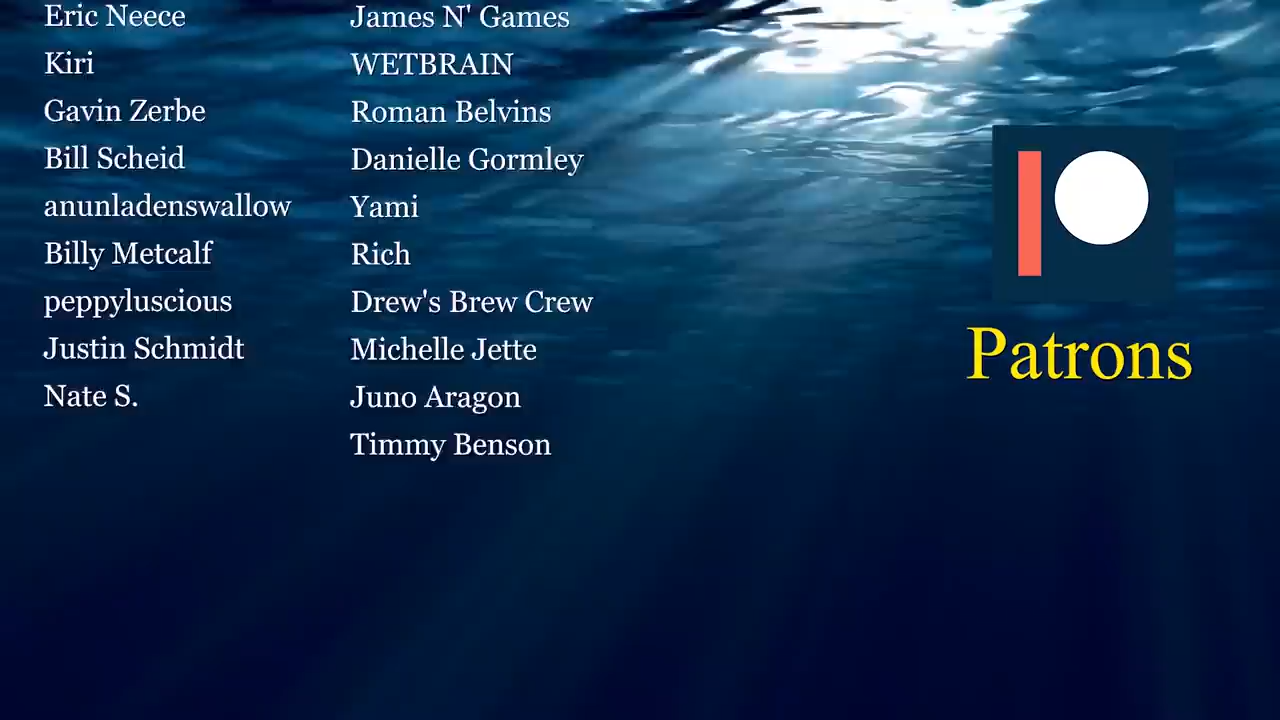 Eric Neece
Kiri
Gavin Zerbe
Bill Scheid
anunladenswallow
Billy Metcalf
peppyluscious
Justin Schmidt
Nate S.
James N' Games
WETBRAIN
Roman Belvins
Danielle Gormley
Yami
Rich
Drew's Brew Crew
Michelle Jette
Juno Aragon
Timmy Benson
Patrons